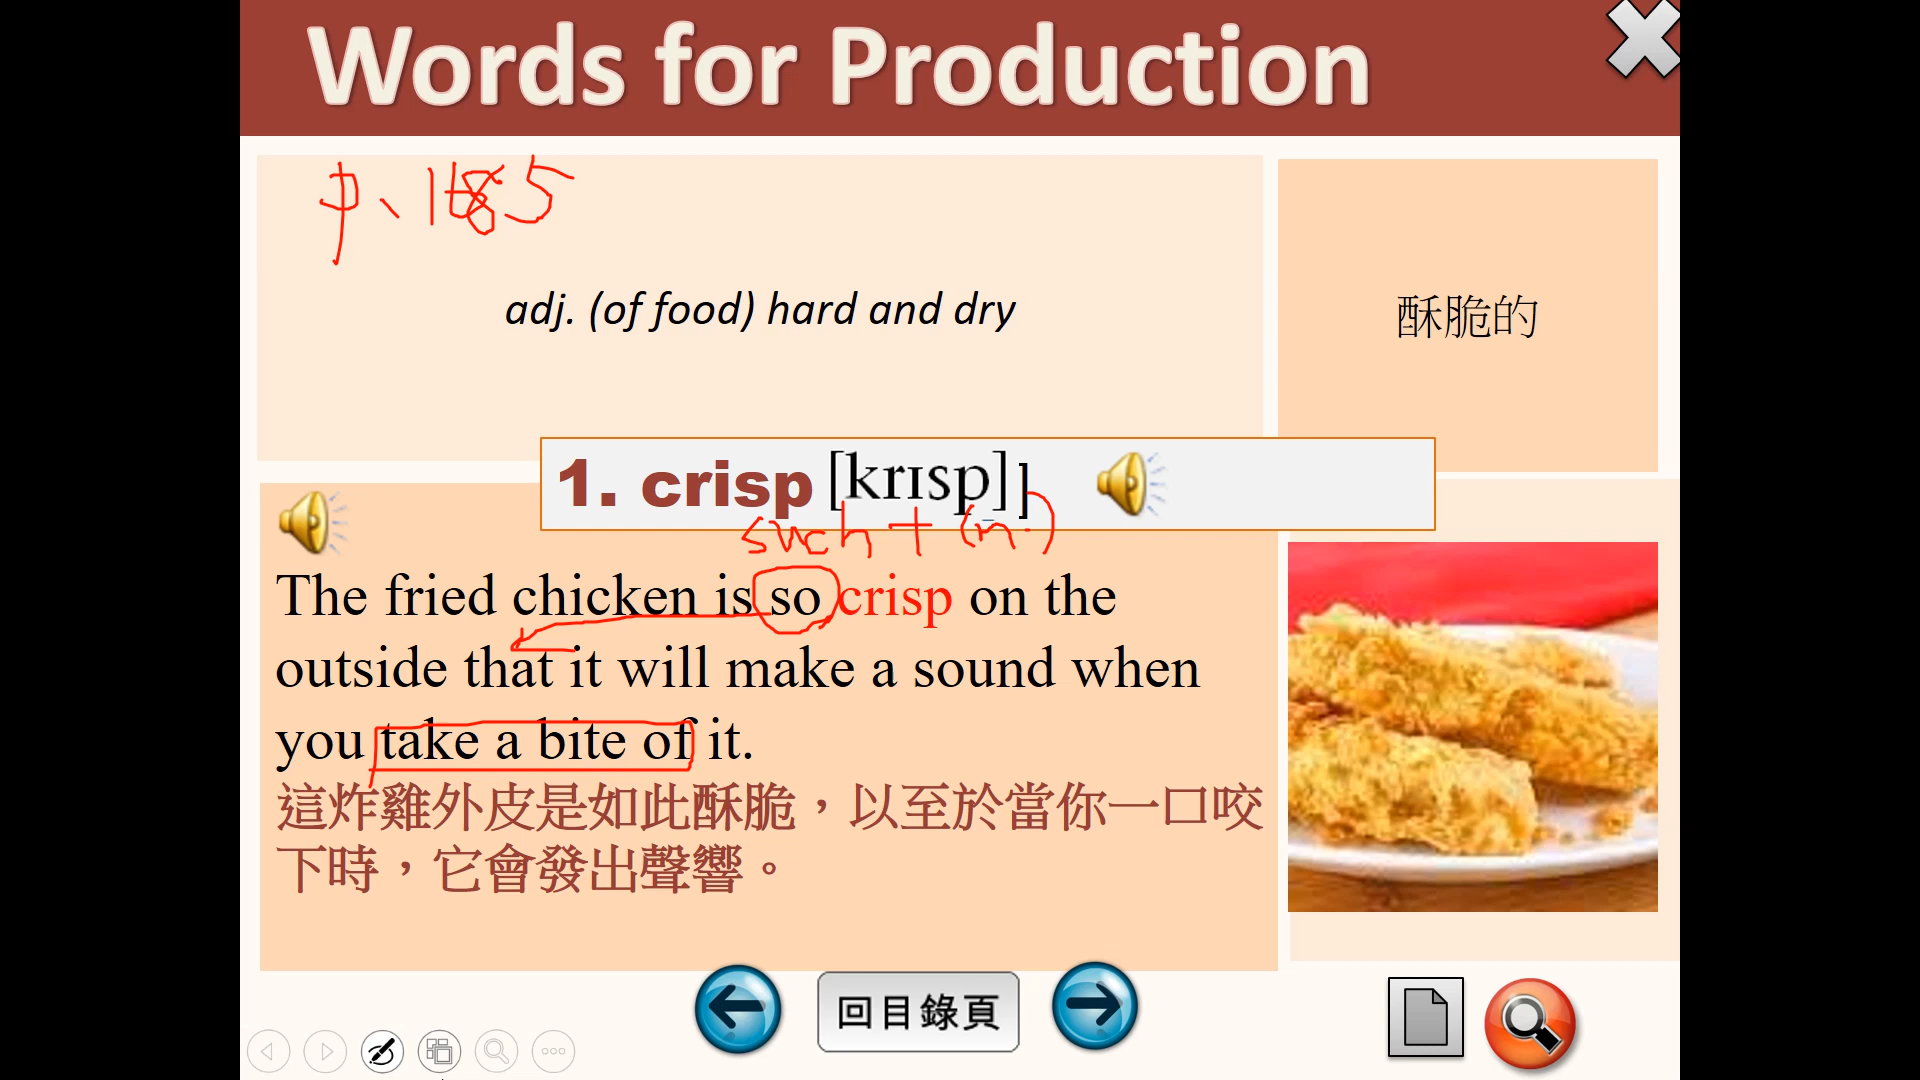 Words for Production
p、185
adj. (of food) hard and dry
酥脆的
1. crisp [krɪsp]]
such + (n.)
The fried chicken is so crisp on the
outside that it will make a sound when
you take a bite of it.
這炸雞外皮是如此酥脆，以至於當你一口咬
下時，它會發出聲響。
回目錄頁